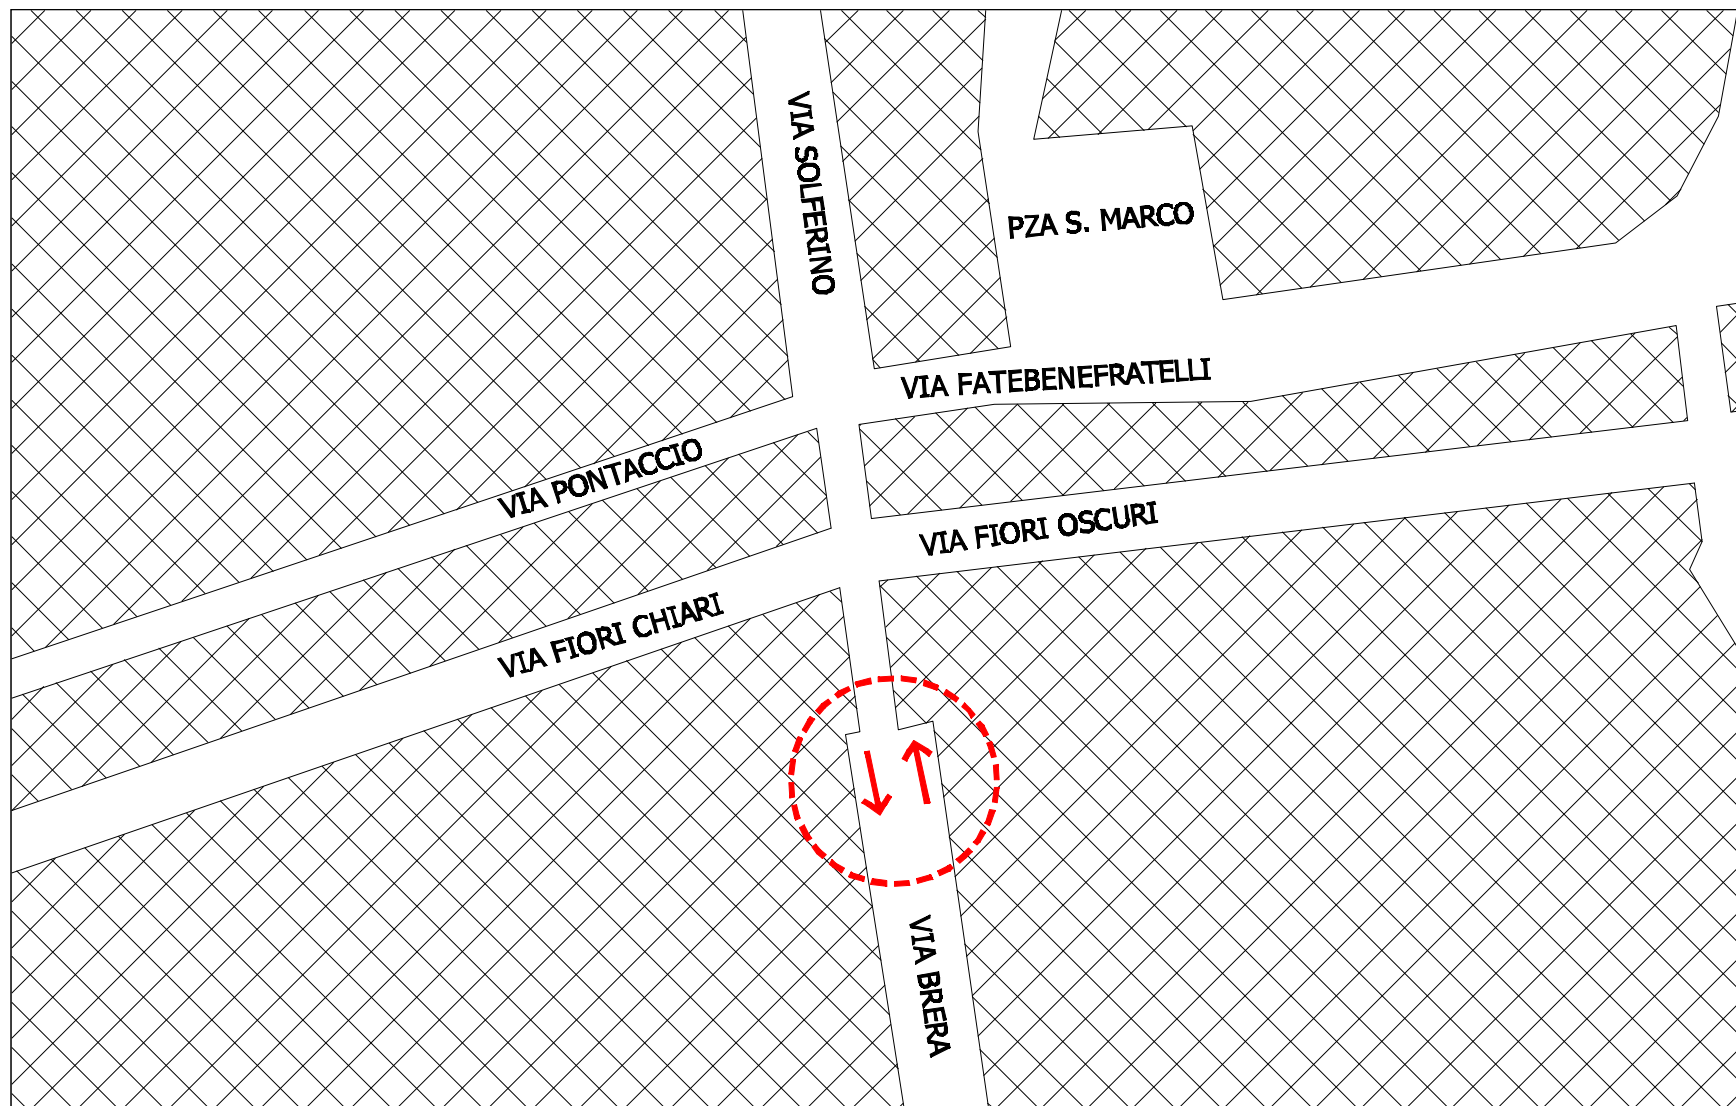 VIA SOLFERINO
PZA S. MARCO
VIA FATEBENEFRATELLI
VIA PONTACCIO
VIA FIORI OSCURI
VIA FIORI CHIARI
VIA BRERA